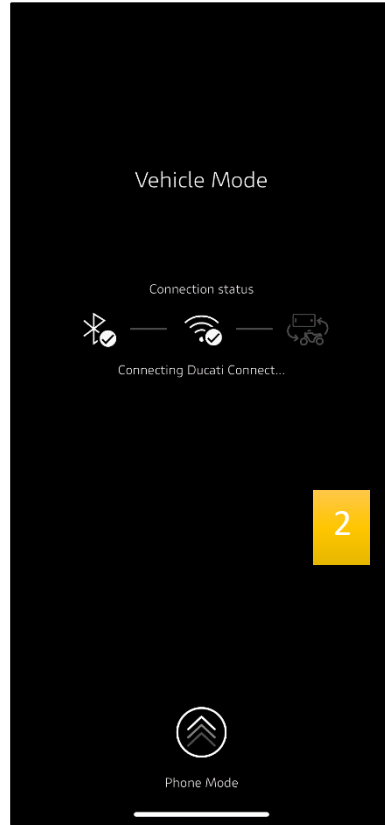 Vehicle Mode
Connection status
Connecting Ducati Connect...
2
Phone Mode